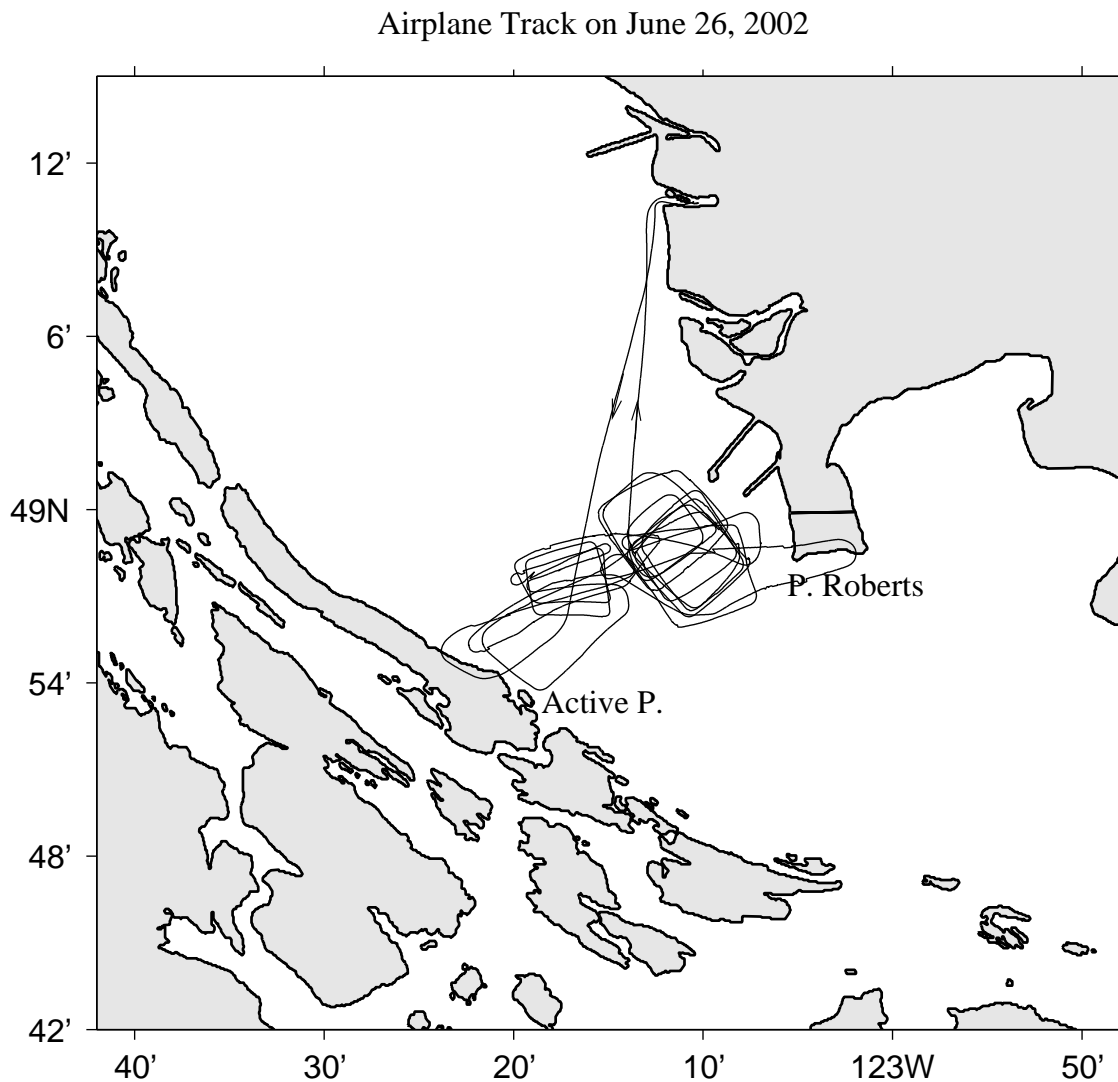 Airplane Track on June 26, 2002
12’
6’
49N
P. Roberts
54’
Active P.
48’
42’
40’ 30’ 20’ 10’ 123W 50’